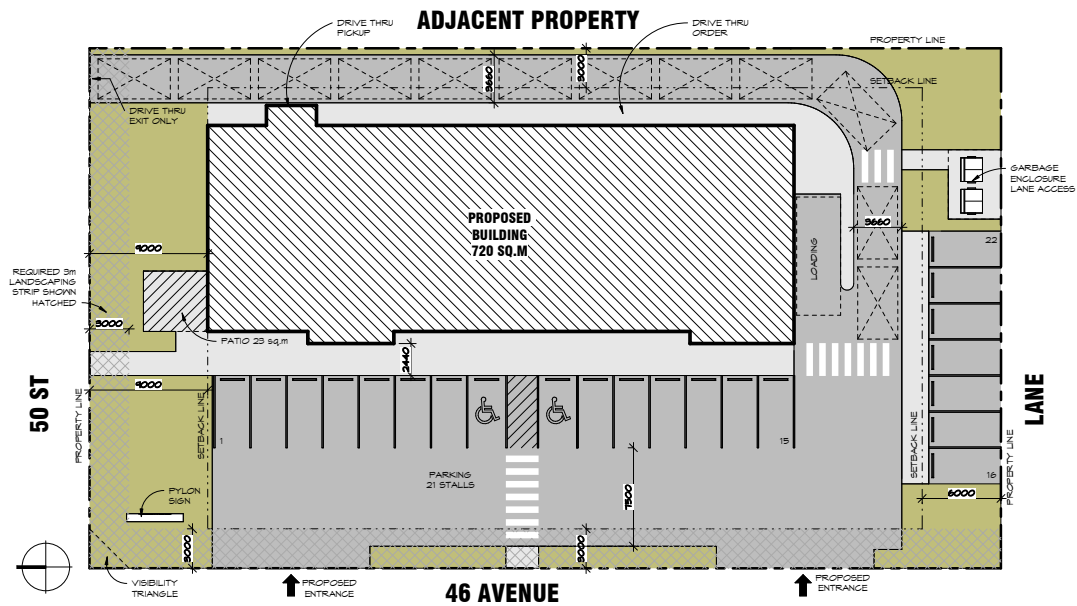 ADJACENT PROPERTY
DRIVE THRU
PICKUP
DRIVE THRU
ORDER
PROPERTY LINE
3660
3000
SETBACK LINE
DRIVE THRU
EXIT ONLY
GARBAGE
ENCLOSURE
LANE ACCESS
PROPOSED
BUILDING
720 SQ.M
3660
9000
LOADING
22
REQUIRED 3m
LANDSCAPING
STRIP SHOWN
HATCHED
3000
PATIO 23 sq.m
2440
9000
50 ST
PROPERTY LINE
SETBACK LINE
1
15
LANE
SETBACK LINE
PROPERTY LINE
16
PARKING
21 STALLS
7500
6000
PYLON
SIGN
3000
3000
VISIBILITY
TRIANGLE
PROPOSED
ENTRANCE
46 AVENUE
PROPOSED
ENTRANCE